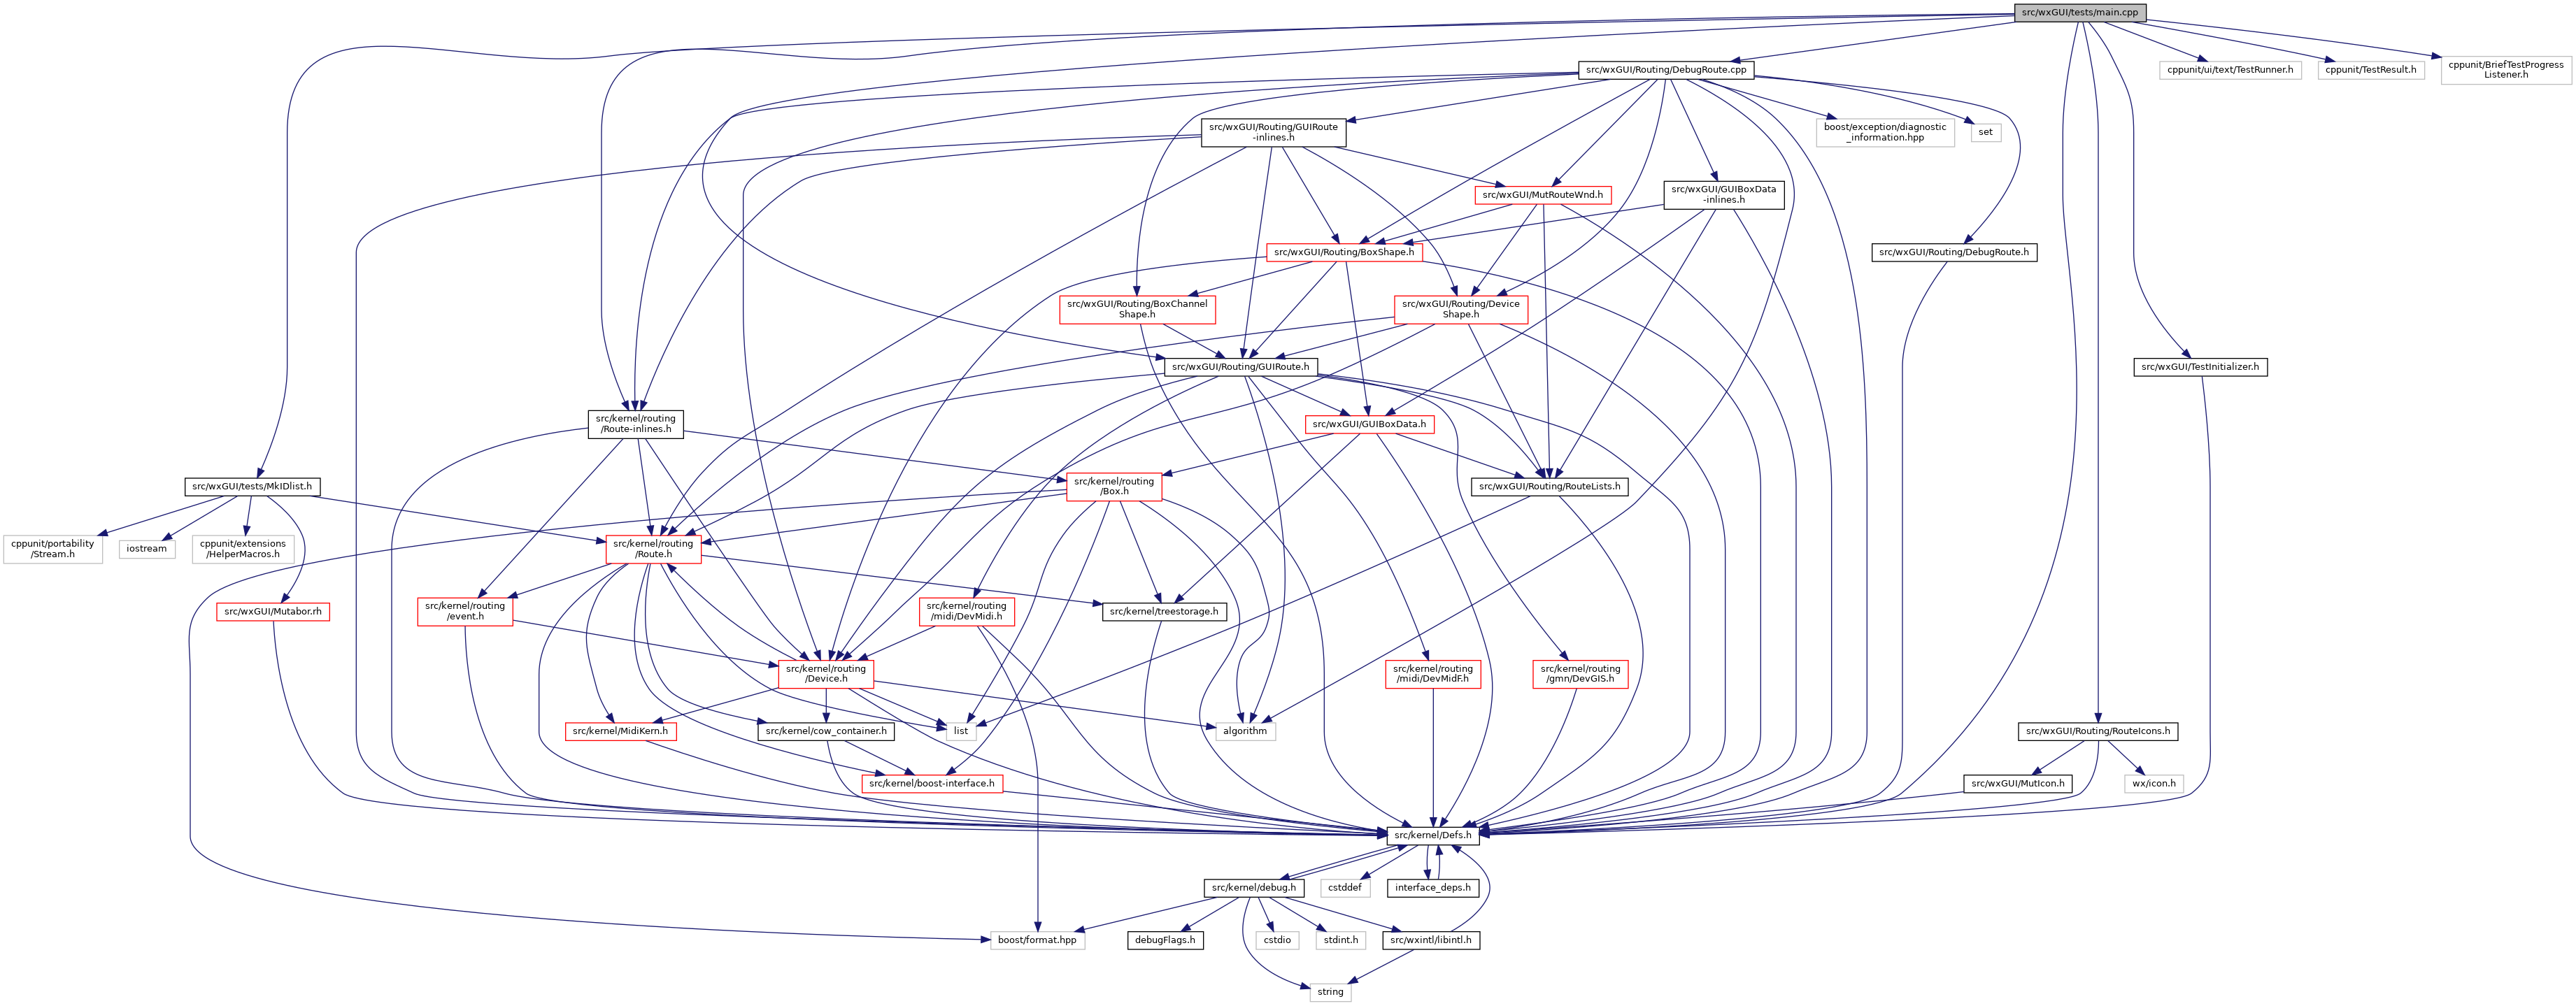 src/wxGUI/tests/main.cpp
src/wxGUI/Routing/DebugRoute.cpp
cppunit/ui/text/TestRunner.h
cppunit/TestResult.h
cppunit/BriefTestProgress
Listener.h
src/wxGUI/Routing/GUIRoute
-inlines.h
boost/exception/diagnostic
_information.hpp
set
src/wxGUI/MutRouteWnd.h
src/wxGUI/GUIBoxData
-inlines.h
src/wxGUI/Routing/BoxShape.h
src/wxGUI/Routing/DebugRoute.h
src/wxGUI/Routing/BoxChannel
Shape.h
src/wxGUI/Routing/Device
Shape.h
src/wxGUI/Routing/GUIRoute.h
src/wxGUI/TestInitializer.h
src/kernel/routing
/Route-inlines.h
src/wxGUI/GUIBoxData.h
src/wxGUI/tests/MkIDlist.h
src/kernel/routing
/Box.h
src/wxGUI/Routing/RouteLists.h
cppunit/portability
/Stream.h
iostream
cppunit/extensions
/HelperMacros.h
src/kernel/routing
/Route.h
src/wxGUI/Mutabor.rh
src/kernel/routing
/event.h
src/kernel/routing
/midi/DevMidi.h
src/kernel/treestorage.h
src/kernel/routing
/Device.h
src/kernel/routing
/midi/DevMidF.h
src/kernel/routing
/gmn/DevGIS.h
src/kernel/MidiKern.h
src/kernel/cow_container.h
list
algorithm
src/wxGUI/Routing/RouteIcons.h
src/kernel/boost-interface.h
src/wxGUI/MutIcon.h
wx/icon.h
src/kernel/Defs.h
src/kernel/debug.h
cstddef
interface_deps.h
boost/format.hpp
debugFlags.h
cstdio
stdint.h
src/wxintl/libintl.h
string